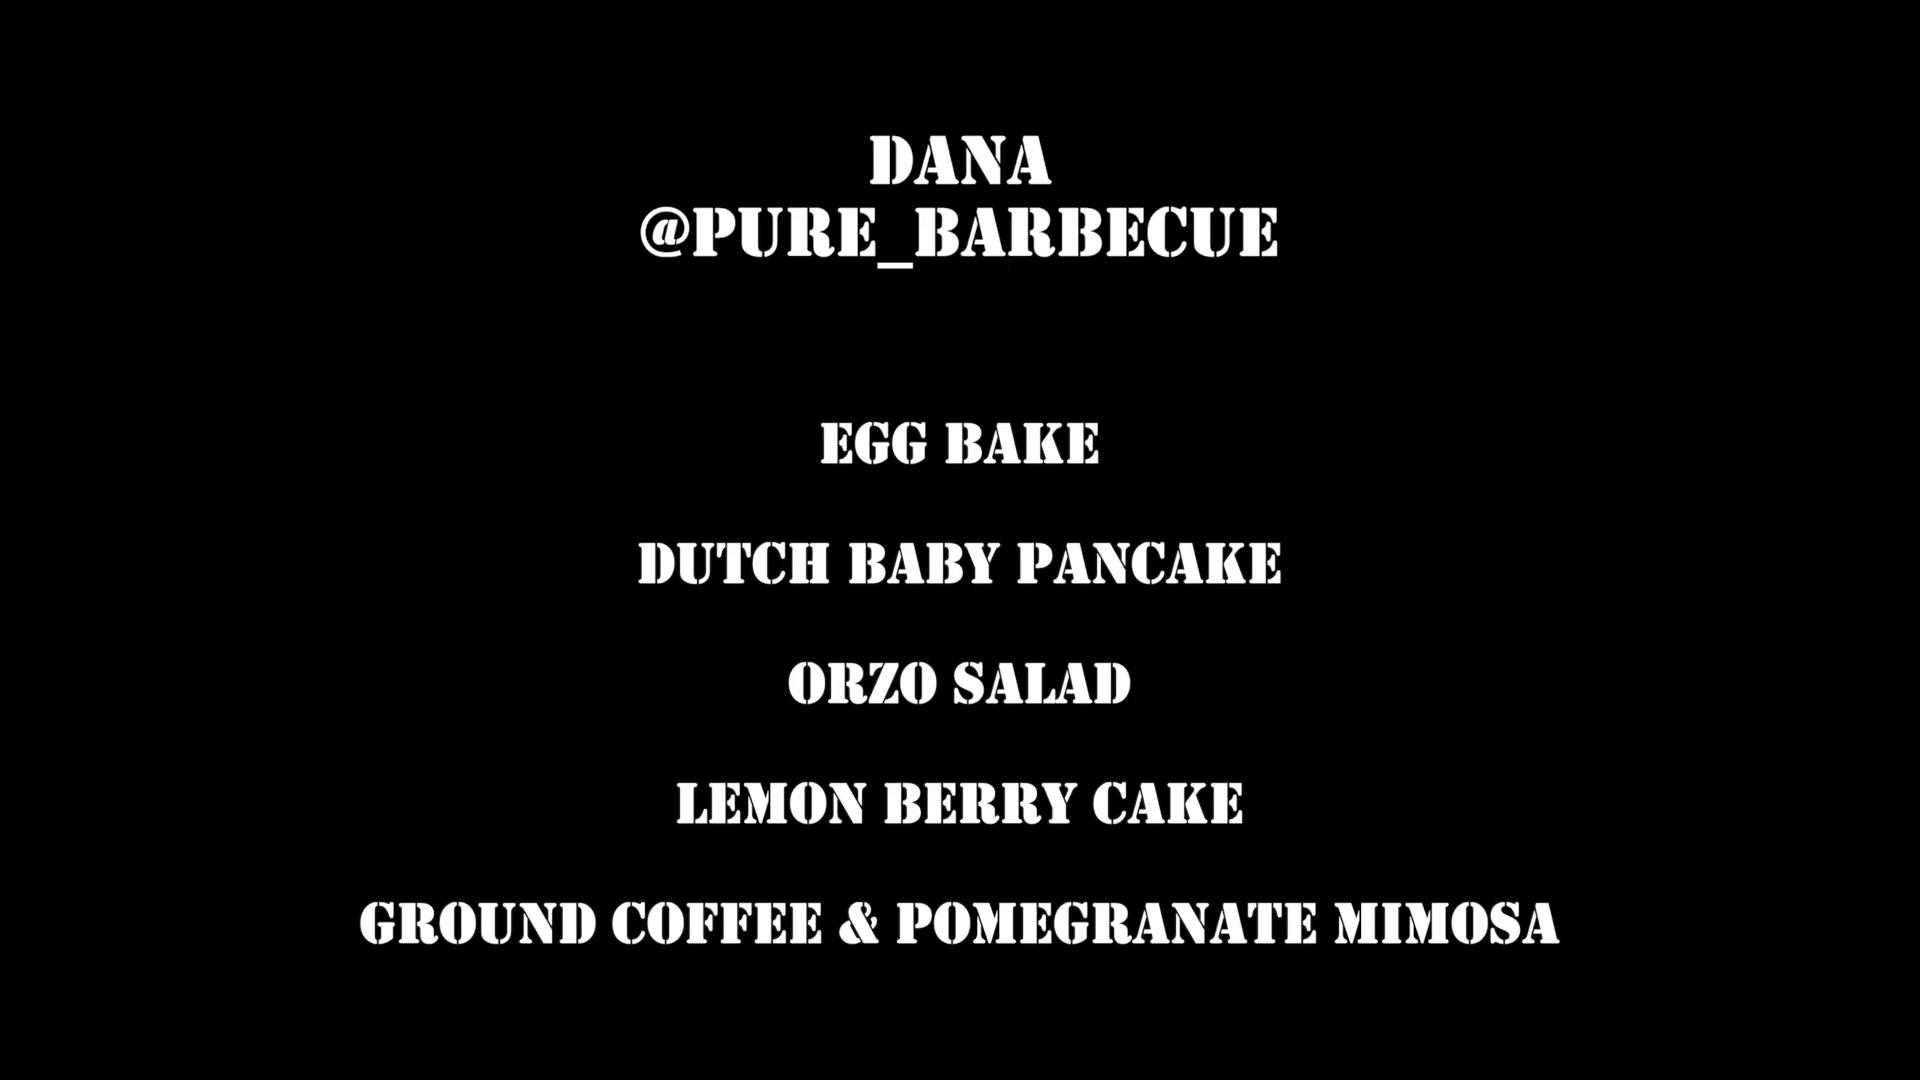 DANA
@PURE_BARBECUE
EGG BAKE
DUTCH BABY PANCAKE
ORZO SALAD
LEMON BERRY CAKE
GROUND COFFEE & POMEGRANATE MIMOSA